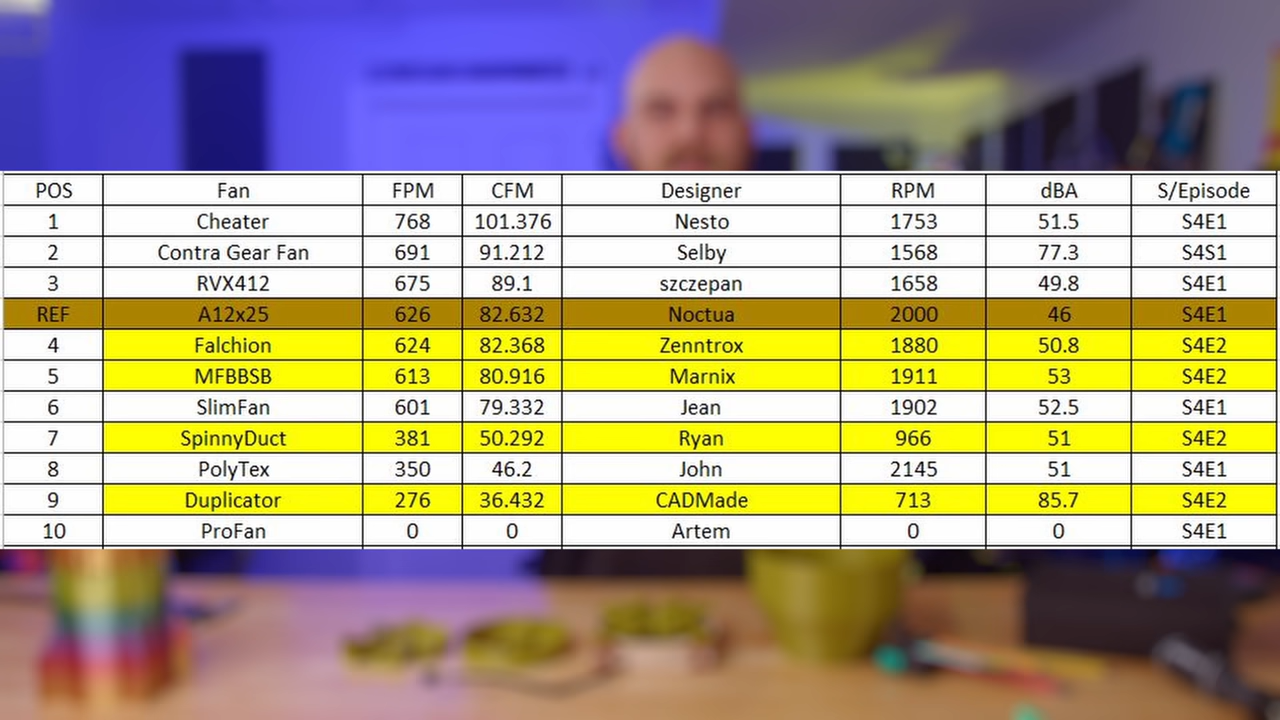 POS Fan FPM CFM Designer RPM dBA S/Episode
1 Cheater 768 101.376 Nesto 1753 51.5 S4E1
2 Contra Gear Fan 691 91.212 Selby 1568 77.3 S4S1
3 RVX412 675 89.1 szczepan 1658 49.8 S4E1
REF A12x25 626 82.632 Noctua 2000 46 S4E1
4 Falchion 624 82.368 Zenntrox 1880 50.8 S4E2
5 MFBBSB 613 80.916 Marnix 1911 53 S4E2
6 SlimFan 601 79.332 Jean 1902 52.5 S4E1
7 SpinnyDuct 381 50.292 Ryan 966 51 S4E2
8 PolyTex 350 46.2 John 2145 51 S4E1
9 Duplicator 276 36.432 CADMade 713 85.7 S4E2
10 ProFan 0 0 Artem 0 0 S4E1